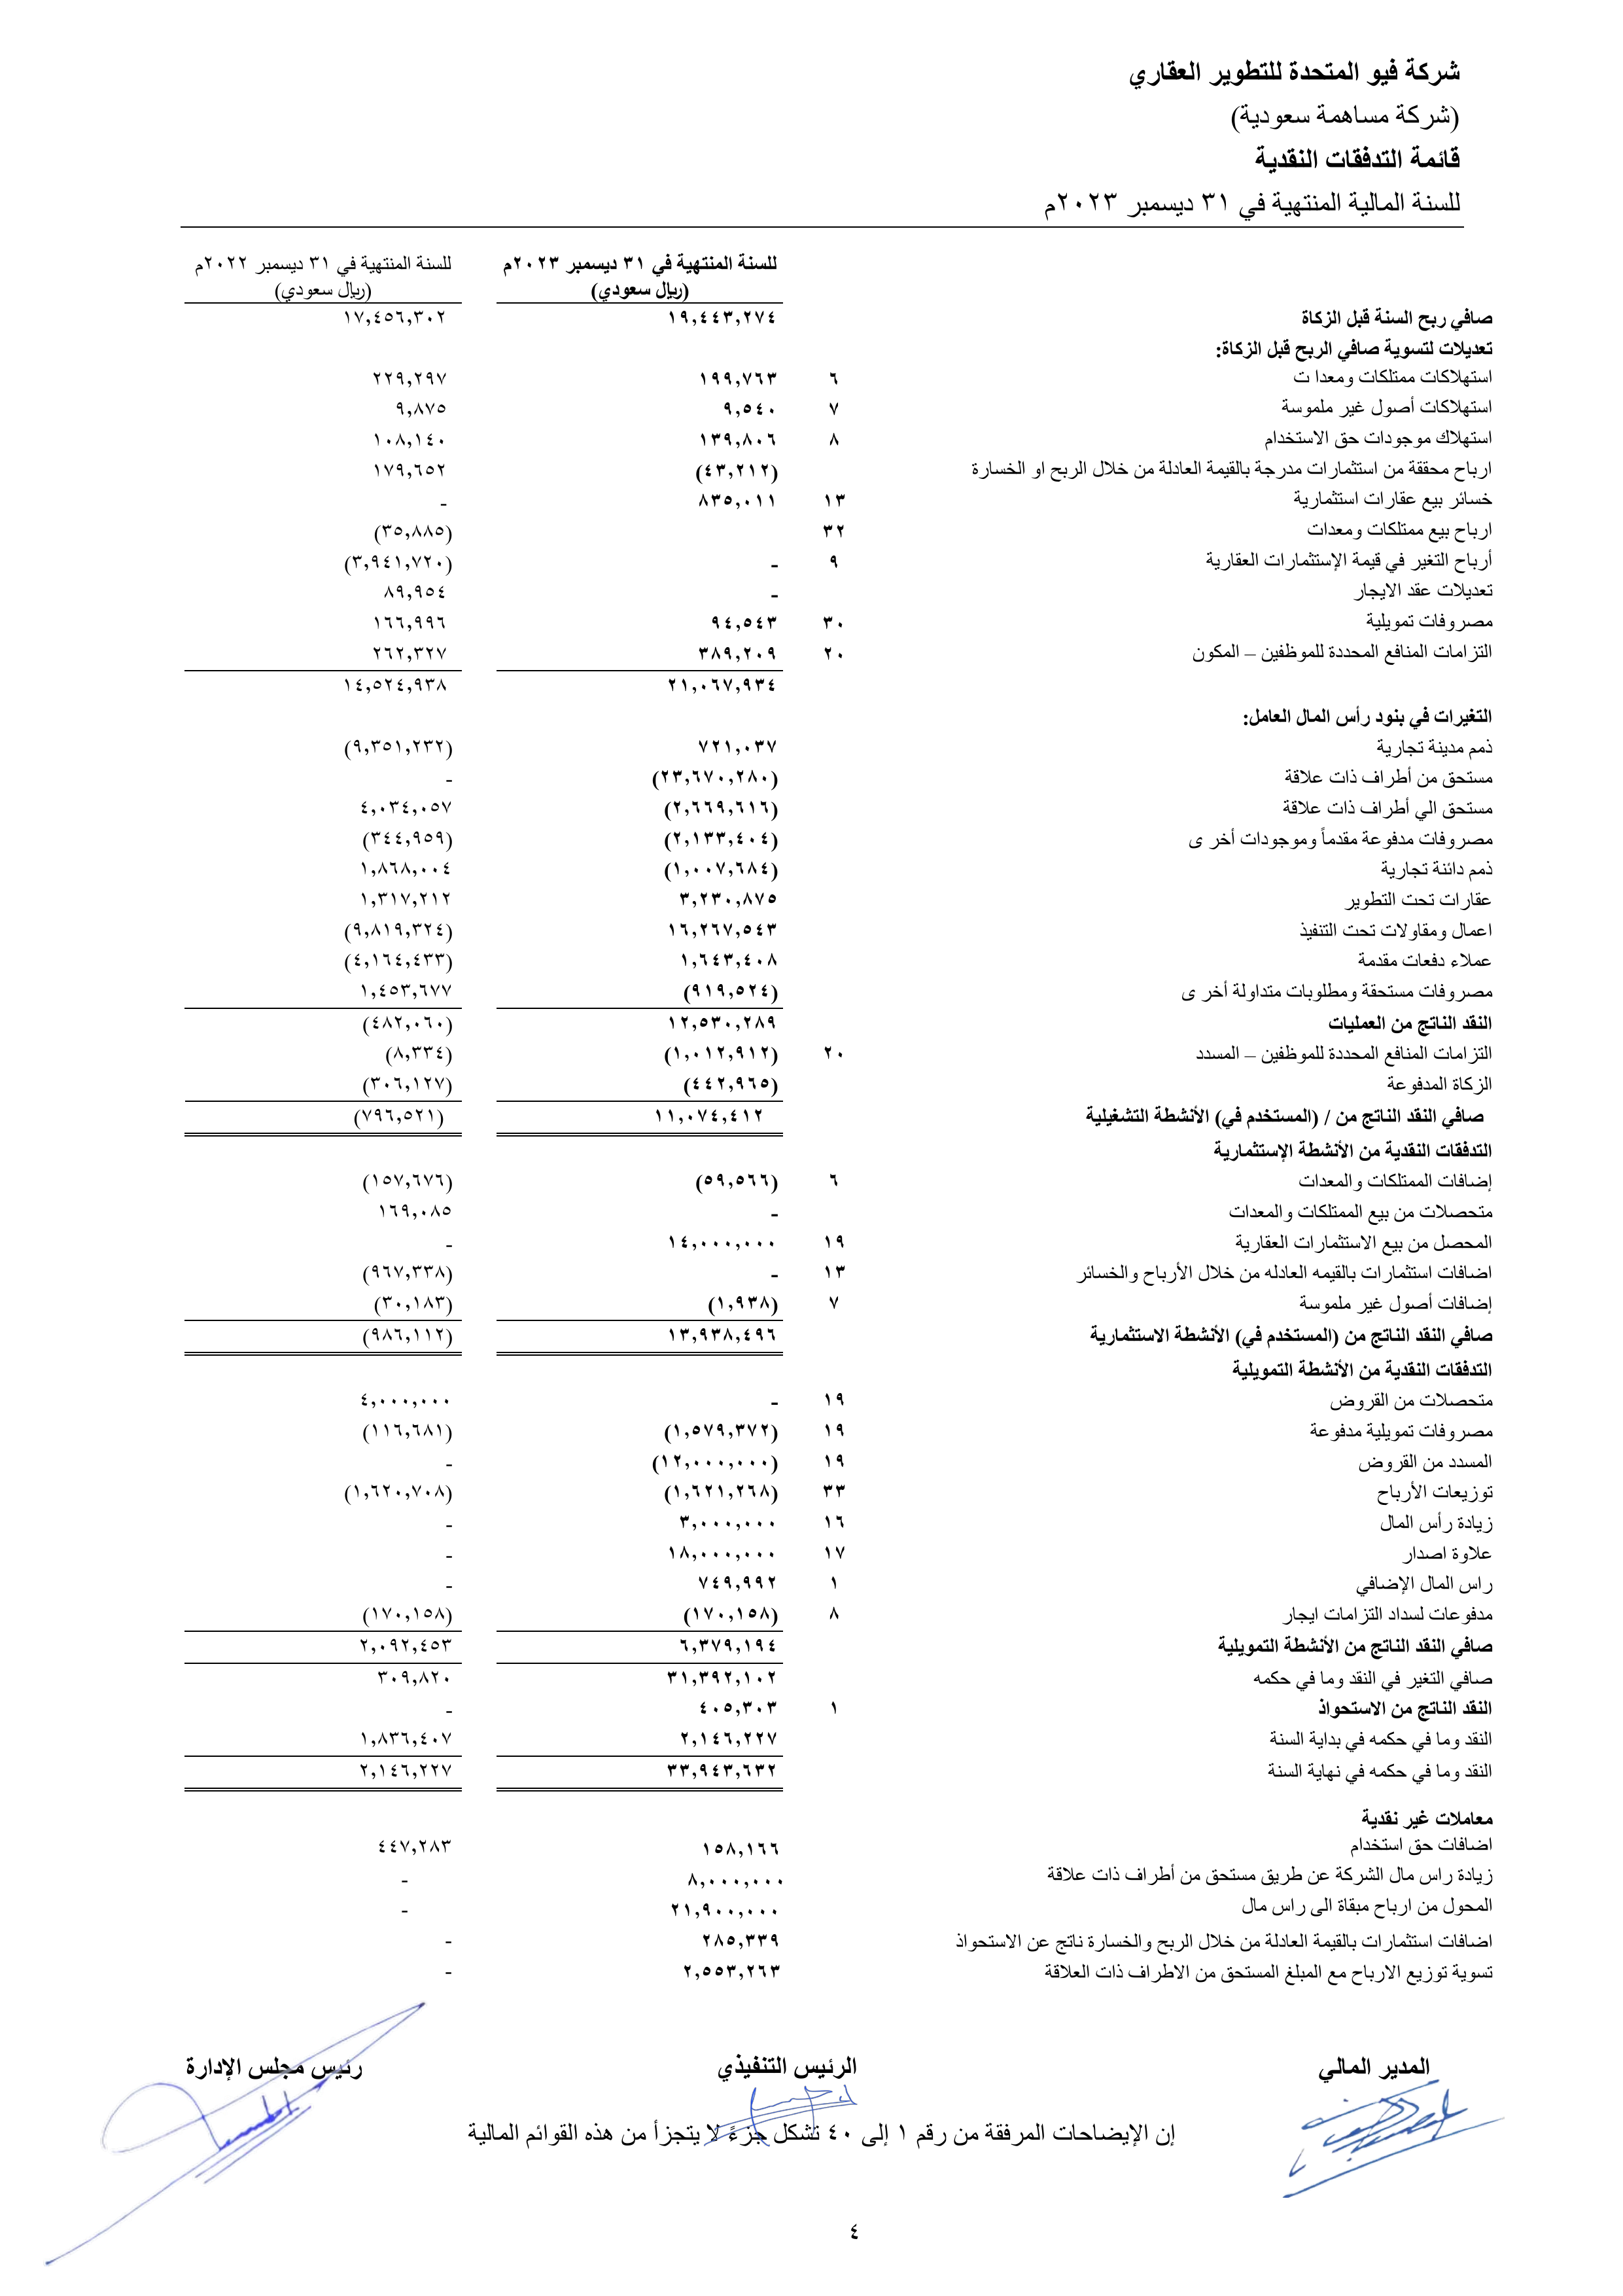 شركة فيو المتحدة للتطوير العقاري
(شركة مساهمة سعودية)
قائمة التدفقات النقدية
للسنة المالية المنتهية في ٣١ ديسمبر ٢٠٢٣م
للسنة المنتهية في ٣١ ديسمبر ٢٠٢٣م للسنة المنتهية في ٣١ ديسمبر ٢٠٢٢م
(ريال سعودي) (ريال سعودي)
صافي ربح السنة قبل الزكاة ١٩,٤٤٣,٢٧٤ ١٧,٤٥٦,٣٠٢
تعديلات لتسوية صافي الربح قبل الزكاة:
استهلاكات ممتلكات ومعدا ت ٦ ١٩٩,٧٦٣ ٢٢٩,٢٩٧
استهلاكات أصول غير ملموسة ٧ ٩,٥٤٠ ٩,٨٧٥
استهلاك موجودات حق الاستخدام ٨ ١٣٩,٨٠٦ ١٠٨,١٤٠
ارباح محققة من استثمارات مدرجة بالقيمة العادلة من خلال الربح او الخسارة (٤٣,٢١٢) ١٧٩,٦٥٢
خسائر بيع عقارات استثمارية ١٣ ٨٣٥,٠١١ -
ارباح بيع ممتلكات ومعدات ٣٢ (٣٥,٨٨٥)
أرباح التغير في قيمة الإستثمارات العقارية ٩ - (٣,٩٤١,٧٢٠)
تعديلات عقد الايجار - ٨٩,٩٥٤
مصروفات تمويلية ٣٠ ٩٤,٥٤٣ ١٦٦,٩٩٦
التزامات المنافع المحددة للموظفين – المكون ٢٠ ٣٨٩,٢٠٩ ٢٦٢,٣٢٧
٢١,٠٦٧,٩٣٤ ١٤,٥٢٤,٩٣٨
التغيرات في بنود رأس المال العامل:
ذمم مدينة تجارية ٧٢١,٠٣٧ (٩,٣٥١,٢٣٢)
مستحق من أطراف ذات علاقة (٢٣,٦٧٠,٢٨٠) -
مستحق الي أطراف ذات علاقة (٢,٦٦٩,٦١٦) ٤,٠٣٤,٠٥٧
مصروفات مدفوعة مقدماً وموجودات أخر ى (٢,١٣٣,٤٠٤) (٣٤٤,٩٥٩)
ذمم دائنة تجارية (١,٠٠٧,٦٨٤) ١,٨٦٨,٠٠٤
عقارات تحت التطوير ٣,٢٣٠,٨٧٥ ١,٣١٧,٢١٢
اعمال ومقاولات تحت التنفيذ ١٦,٢٦٧,٥٤٣ (٩,٨١٩,٣٢٤)
عملاء دفعات مقدمة ١,٦٤٣,٤٠٨ (٤,١٦٤,٤٣٣)
مصروفات مستحقة ومطلوبات متداولة أخر ى (٩١٩,٥٢٤) ١,٤٥٣,٦٧٧
النقد الناتج من العمليات ١٢,٥٣٠,٢٨٩ (٤٨٢,٠٦٠)
التزامات المنافع المحددة للموظفين – المسدد ٢٠ (١,٠١٢,٩١٢) (٨,٣٣٤)
الزكاة المدفوعة (٤٤٢,٩٦٥) (٣٠٦,١٢٧)
صافي النقد الناتج من / (المستخدم في) الأنشطة التشغيلية ١١,٠٧٤,٤١٢ (٧٩٦,٥٢١)
التدفقات النقدية من الأنشطة الإستثمارية
إضافات الممتلكات والمعدات ٦ (٥٩,٥٦٦) (١٥٧,٦٧٦)
متحصلات من بيع الممتلكات والمعدات - ١٦٩,٠٨٥
المحصل من بيع الاستثمارات العقارية ١٩ ١٤,٠٠٠,٠٠٠ -
اضافات استثمارات بالقيمه العادله من خلال الأرباح والخسائر ١٣ - (٩٦٧,٣٣٨)
إضافات أصول غير ملموسة ٧ (١,٩٣٨) (٣٠,١٨٣)
صافي النقد الناتج من (المستخدم في) الأنشطة الاستثمارية ١٣,٩٣٨,٤٩٦ (٩٨٦,١١٢)
التدفقات النقدية من الأنشطة التمويلية
متحصلات من القروض ١٩ - ٤,٠٠٠,٠٠٠
مصروفات تمويلية مدفوعة ١٩ (١,٥٧٩,٣٧٢) (١١٦,٦٨١)
المسدد من القروض ١٩ (١٢,٠٠٠,٠٠٠) -
توزيعات الأرباح ٣٣ (١,٦٢١,٢٦٨) (١,٦٢٠,٧٠٨)
زيادة رأس المال ١٦ ٣,٠٠٠,٠٠٠ -
علاوة اصدار ١٧ ١٨,٠٠٠,٠٠٠ -
راس المال الإضافي ١ ٧٤٩,٩٩٢ -
مدفوعات لسداد التزامات ايجار ٨ (١٧٠,١٥٨) (١٧٠,١٥٨)
صافي النقد الناتج من الأنشطة التمويلية ٦,٣٧٩,١٩٤ ٢,٠٩٢,٤٥٣
صافي التغير في النقد وما في حكمه ٣١,٣٩٢,١٠٢ ٣٠٩,٨٢٠
النقد الناتج من الاستحواذ ١ ٤٠٥,٣٠٣ -
النقد وما في حكمه في بداية السنة ٢,١٤٦,٢٢٧ ١,٨٣٦,٤٠٧
النقد وما في حكمه في نهاية السنة ٣٣,٩٤٣,٦٣٢ ٢,١٤٦,٢٢٧
معاملات غير نقدية
اضافات حق استخدام ١٥٨,١٦٦ ٤٤٧,٢٨٣
زيادة راس مال الشركة عن طريق مستحق من أطراف ذات علاقة ٨,٠٠٠,٠٠٠ -
المحول من ارباح مبقاة الى راس مال ٢١,٩٠٠,٠٠٠ -
اضافات استثمارات بالقيمة العادلة من خلال الربح والخسارة ناتج عن الاستحواذ ٢٨٥,٣٣٩ -
تسوية توزيع الارباح مع المبلغ المستحق من الاطراف ذات العلاقة ٢,٥٥٣,٢٦٣ -
المدير المالي الرئيس التنفيذي رئيس مجلس الإدارة
إن الإيضاحات المرفقة من رقم ١ إلى ٤٠ تشكل جزءً لا يتجزأ من هذه القوائم المالية
٤